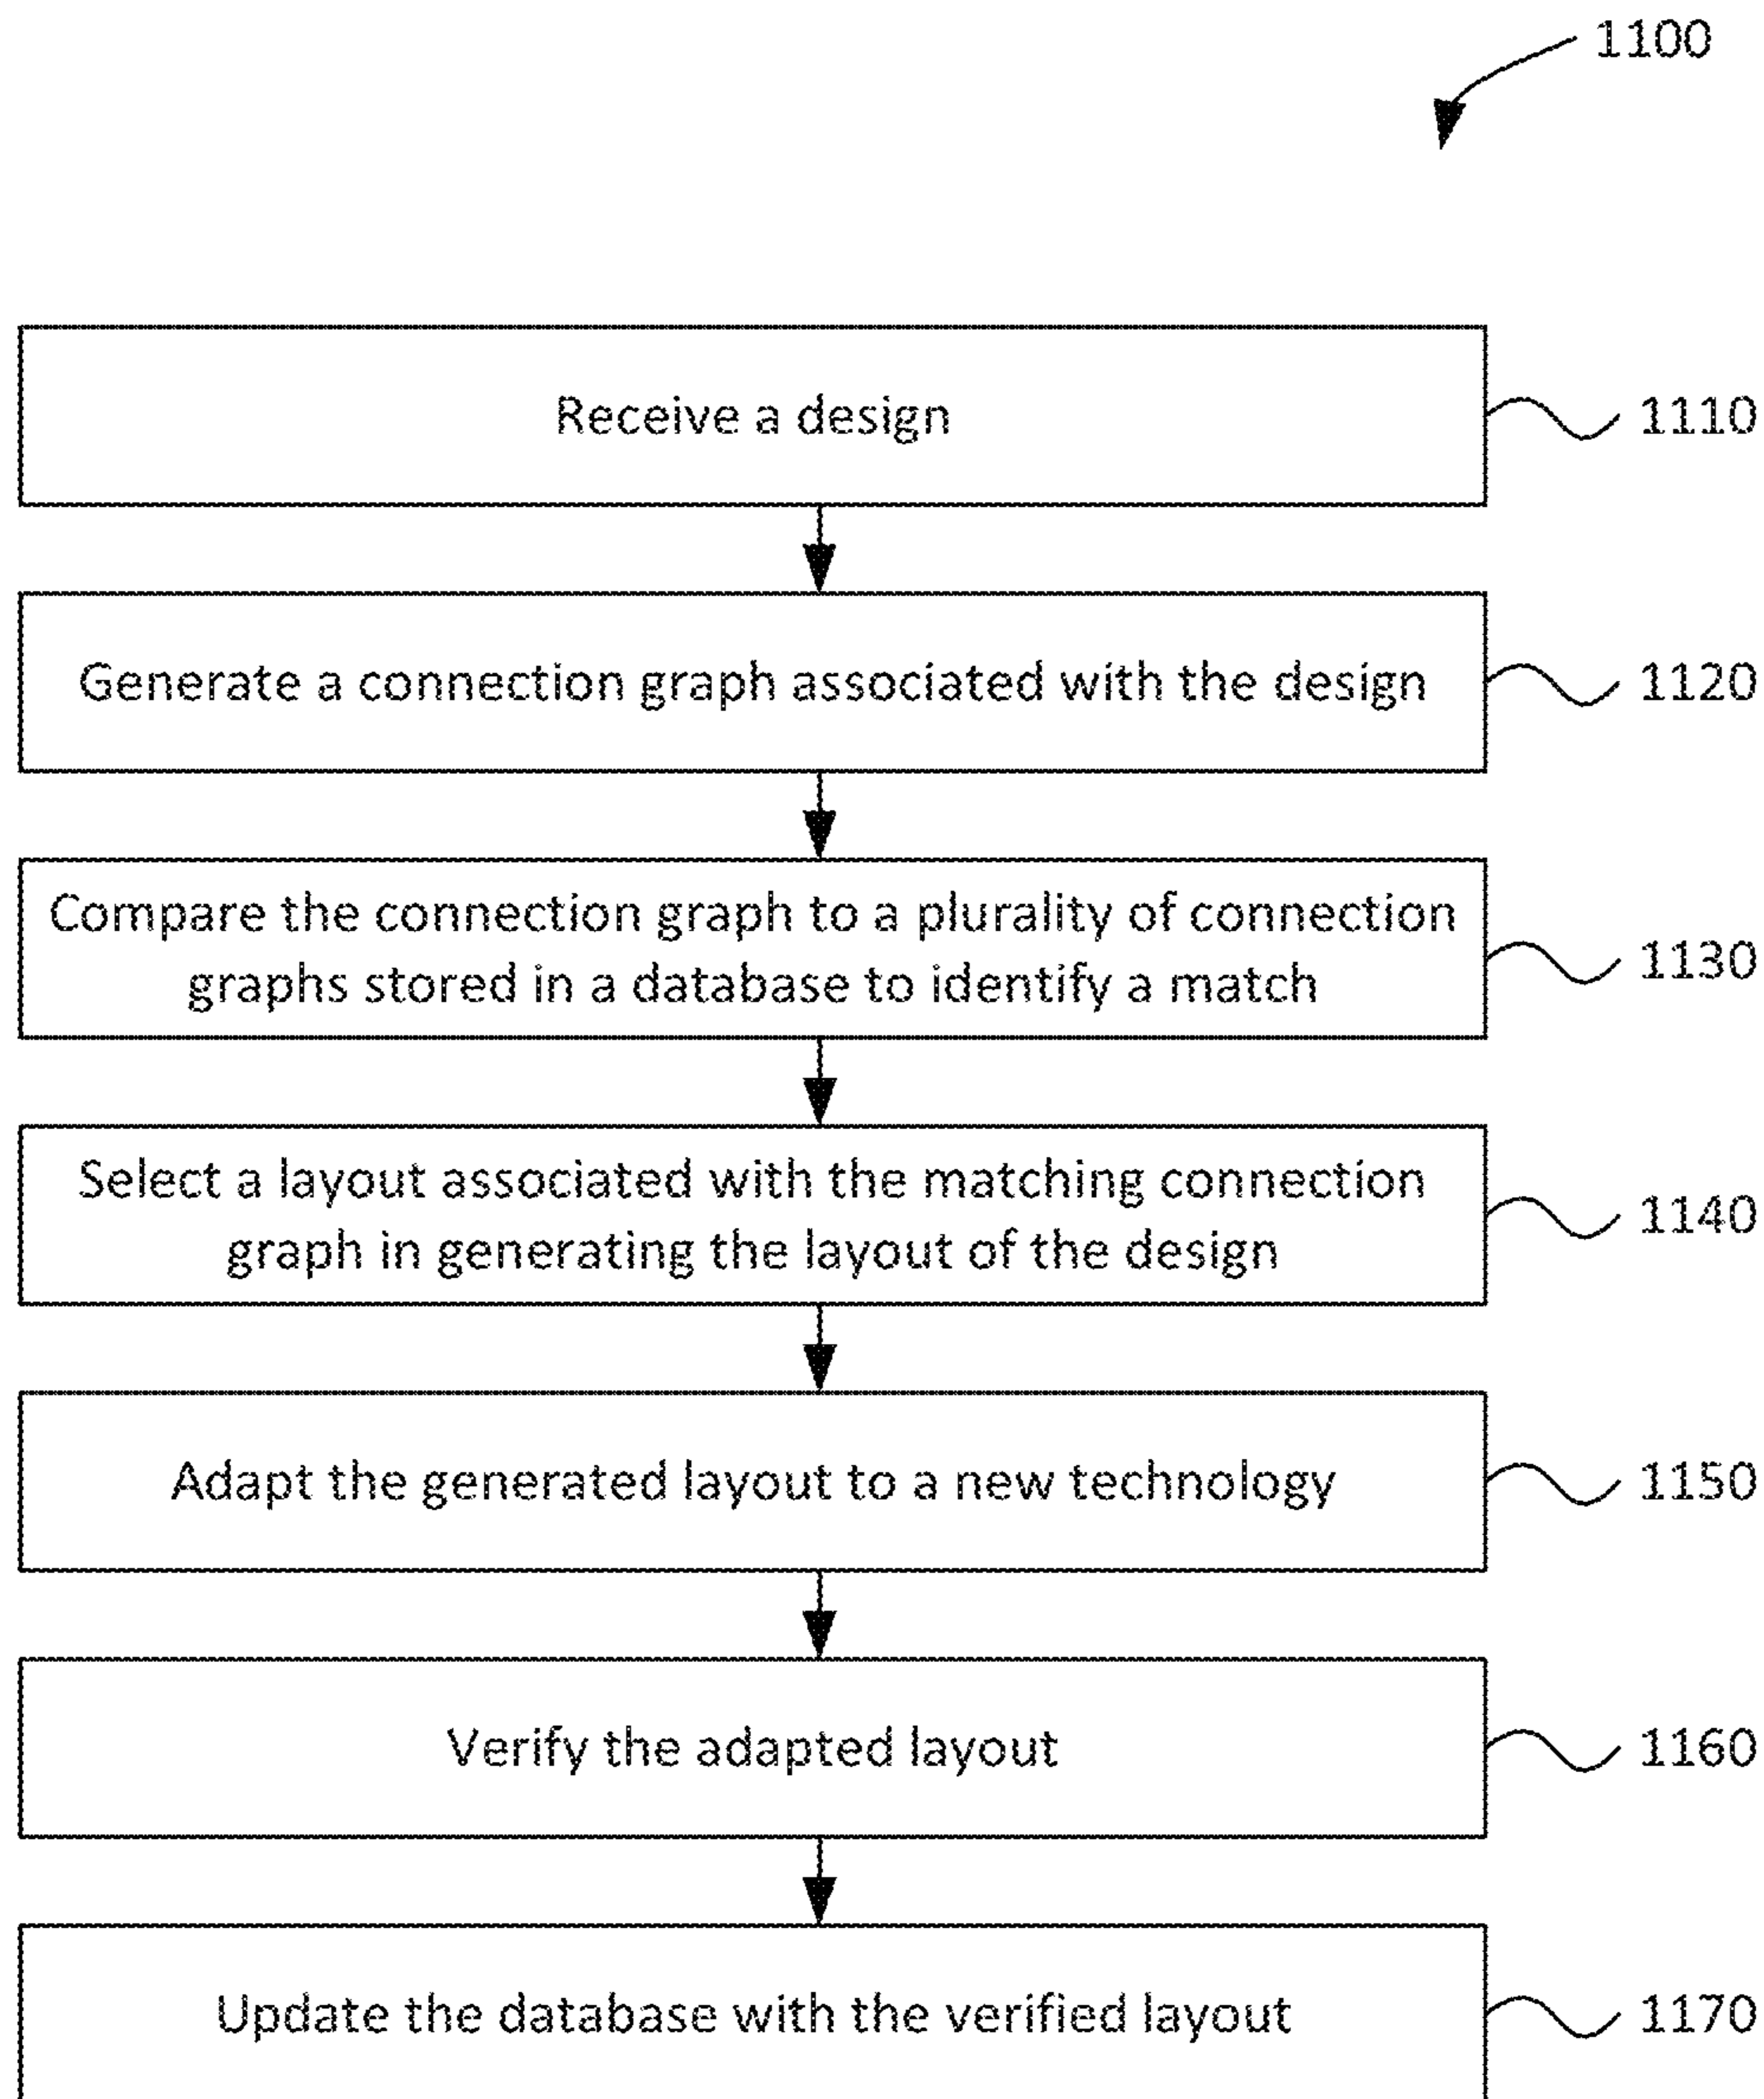 1100
Receive a design
1110
Generate a connection graph associated with the design
1120
Compare the connection graph to a plurality of connection
graphs stored in a database to identify a match
1130
Select a layout associated with the matching connection
graph in generating the layout of the design
1140
Adapt the generated layout to a new technology
1150
Verify the adapted layout
1160
Update the database with the verified layout
1170